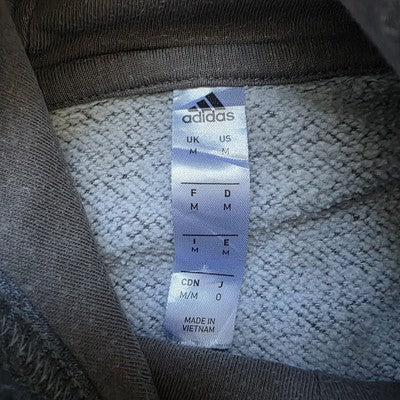 adidas
UK US
M M
F D
M M
I E
M M
CDN J
M/M O
MADE IN
VIETNAM